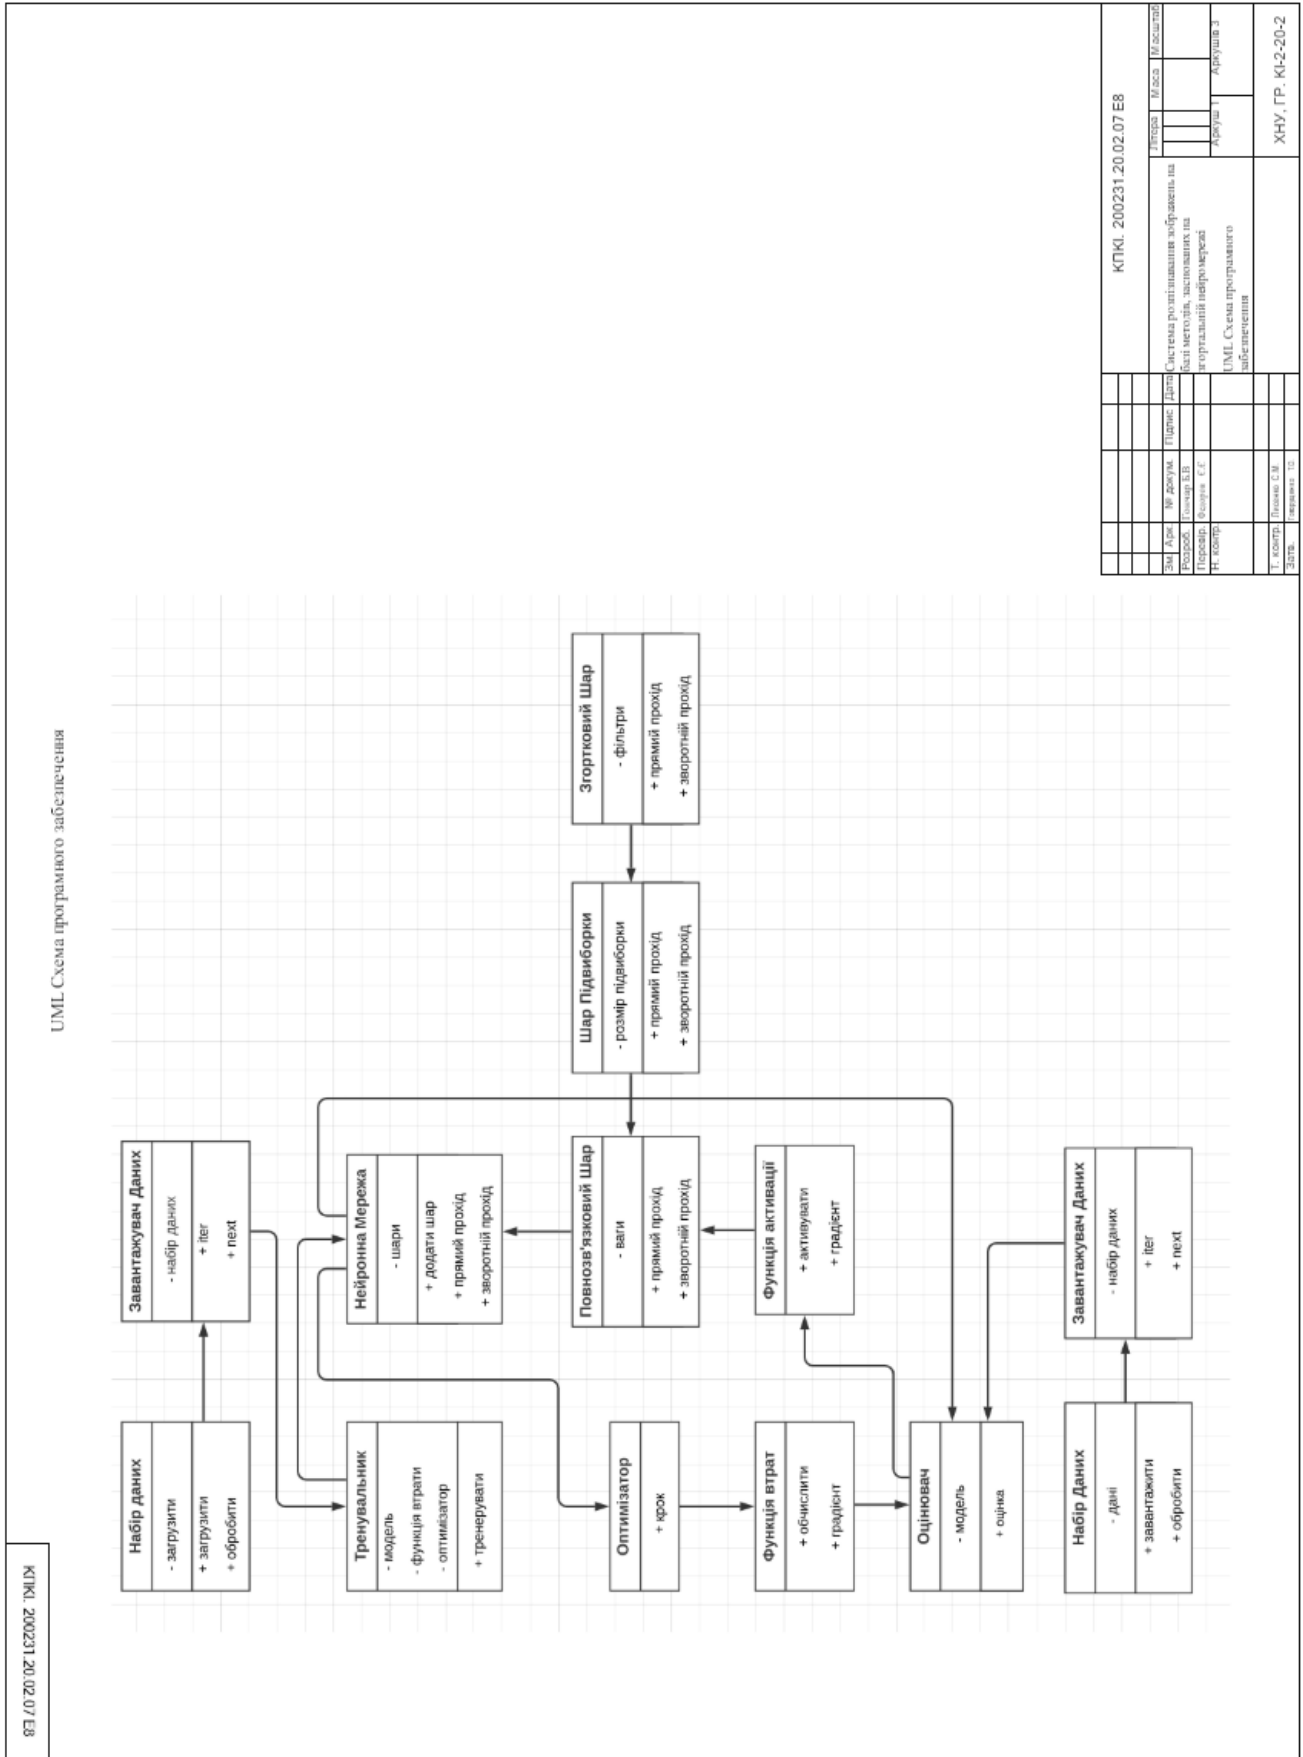 КПКІ. 200231.20.02.07 Е8
UML Схема програмного забезпечення
Набір даних
- загрузити
+ загрузити
+ обробити
Завантажувач Даних
- набір даних
+ iter
+ next
Тренувальник
- модель
- функція втрати
- оптимізатор
+ тренерувати
Нейронна Мережа
- шари
+ додати шар
+ прямий прохід
+ зворотній прохід
Оптимізатор
+ крок
Повнозв'язковий Шар
- ваги
+ прямий прохід
+ зворотній прохід
Шар Підвиборки
- розмір підвиборки
+ прямий прохід
+ зворотній прохід
Згортковий Шар
- фільтри
+ прямий прохід
+ зворотній прохід
Функція втрат
+ обчислити
+ градієнт
Функція активації
+ активувати
+ градієнт
Оцінювач
- модель
+ оцінка
Набір Даних
- дані
+ завантажити
+ обробити
Завантажувач Даних
- набір даних
+ iter
+ next
КПКІ. 200231.20.02.07 Е8
Зм. Арк. № докум. Підпис Дата
Розроб. Гончар Б.В.
Перевір.
Н. контр.
Т. контр.
Затв.
Система розпізнавання зображень на
базі методів, заснованих на
згортальній нейромережі
UML Схема програмного
забезпечення
Літера Маса Масштаб
Аркуш 1 Аркушів 3
ХНУ, ГР. КІ-2-20-2